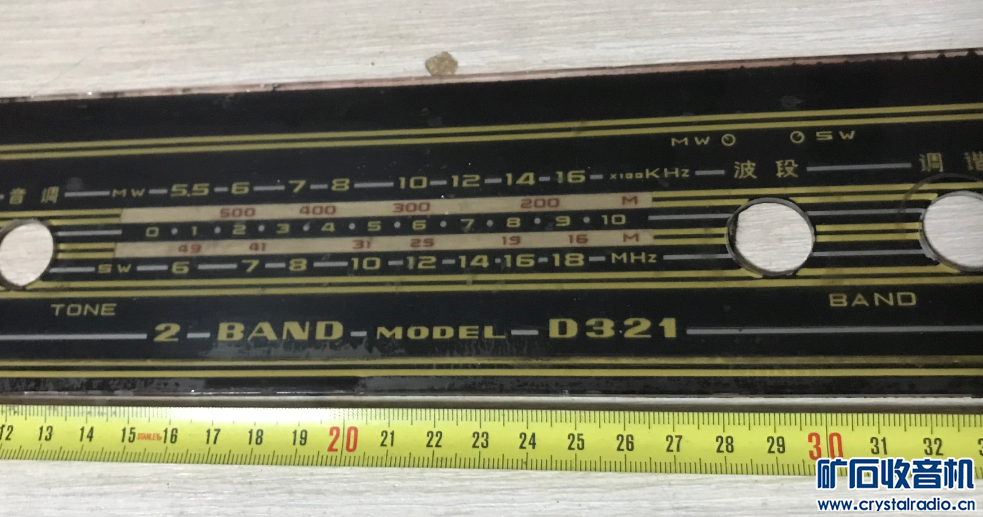 MW SW
音调 MW 5.5 6 7 8 10 12 14 16 ×100KHz 波段 调谐
500 400 300 200 M
0 1 2 3 4 5 6 7 8 9 10
49 41 31 25 19 16 M
SW 6 7 8 10 12 14 16 18 MHz
TONE BAND
2-BAND-MODEL-D321
12 13 14 15 STANLEY 16 17 18 19 20 21 22 23 24 25 26 27 28 29 30 31 32
矿石收音机
www.crystalradio.cn